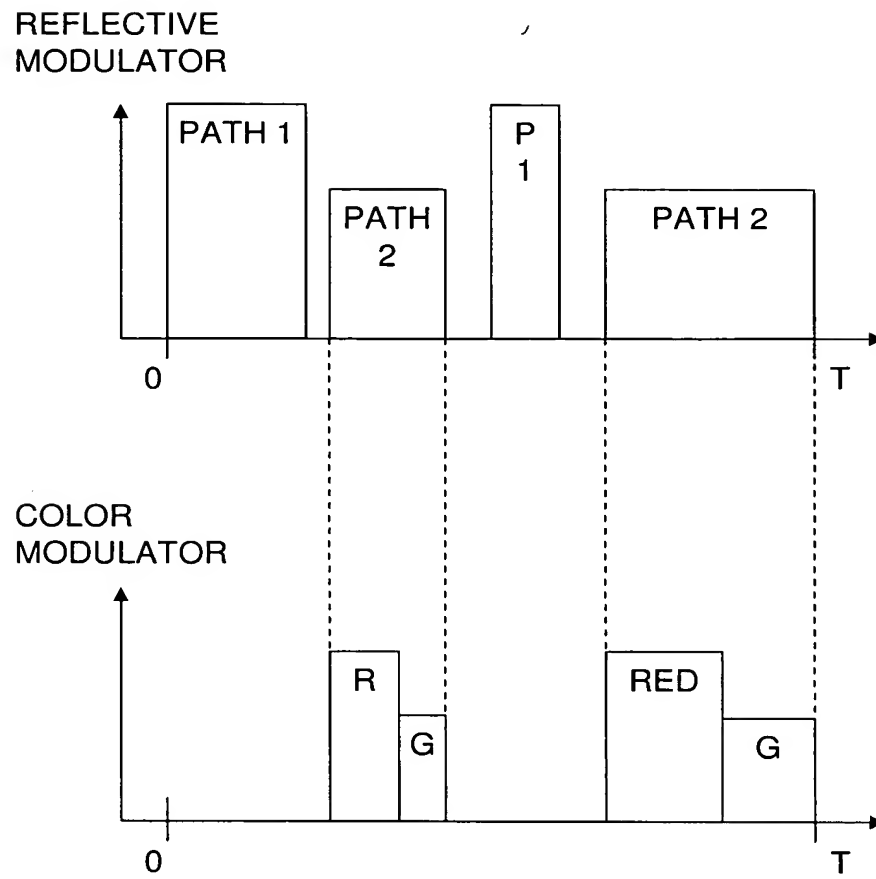 REFLECTIVE
MODULATOR
PATH 1
PATH
2
P
1
PATH 2
0
T
COLOR
MODULATOR
R
G
RED
G
0
T